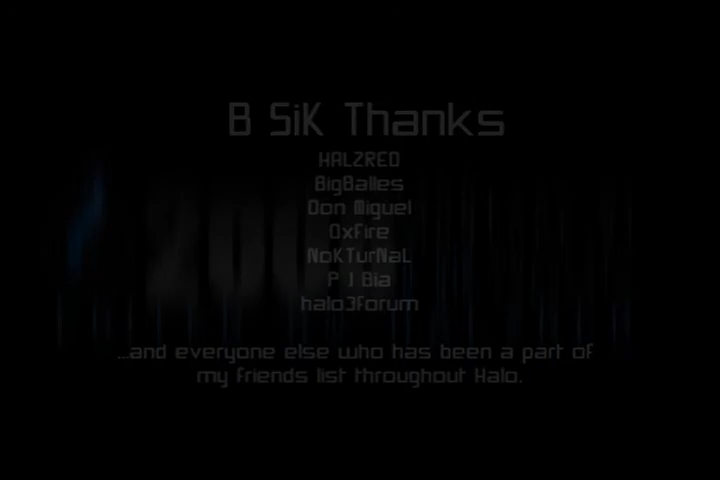 B SiK Thanks
HALZRED
BigBalles
Don Miguel
OxFire
NoKTurNaL
P J Bia
halo3forum
...and everyone else who has been a part of
my friends list throughout Halo.